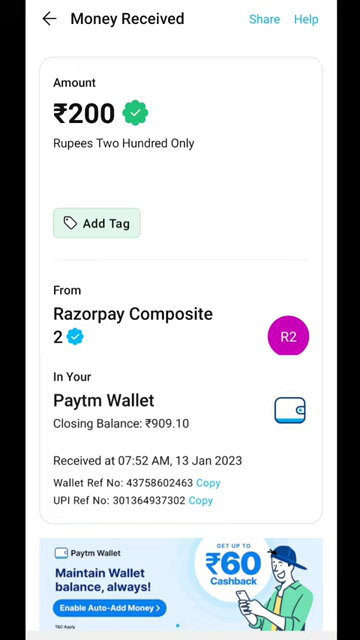 Money Received
Share
Help
Amount
₹200
Rupees Two Hundred Only
Add Tag
From
Razorpay Composite
2
R2
In Your
Paytm Wallet
Closing Balance: ₹909.10
Received at 07:52 AM, 13 Jan 2023
Wallet Ref No: 43758602463 Copy
UPI Ref No: 301364937302 Copy
Paytm Wallet
Maintain Wallet
balance, always!
Enable Auto-Add Money >
T&C Apply
GET UP TO
₹60
Cashback